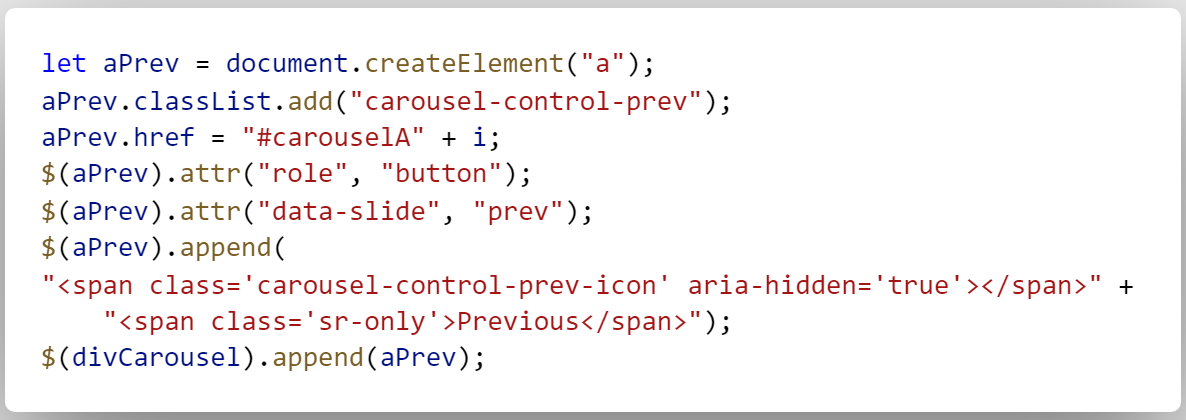 let aPrev = document.createElement("a");
aPrev.classList.add("carousel-control-prev");
aPrev.href = "#carouselA" + i;
$(aPrev).attr("role", "button");
$(aPrev).attr("data-slide", "prev");
$(aPrev).append(
"<span class='carousel-control-prev-icon' aria-hidden='true'></span>" +
    "<span class='sr-only'>Previous</span>");
$(divCarousel).append(aPrev);